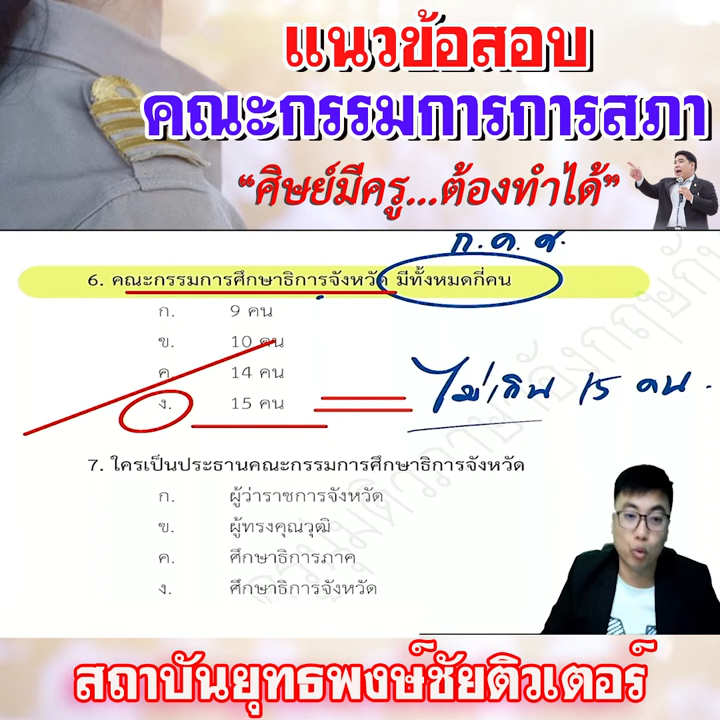 แนวข้อสอบ
คณะกรรมการการสภา
“ศิษย์มีครู...ต้องทำได้”
ก.ค.ศ.
6. คณะกรรมการศึกษาธิการจังหวัด มีทั้งหมดกี่คน
ก. 9 คน
ข. 10 คน
ค. 14 คน
ง. 15 คน
ไม่เกิน 15 คน.
7. ใครเป็นประธานคณะกรรมการศึกษาธิการจังหวัด
ก. ผู้ว่าราชการจังหวัด
ข. ผู้ทรงคุณวุฒิ
ค. ศึกษาธิการภาค
ง. ศึกษาธิการจังหวัด
สถาบันยุทธพงษ์ชัยติวเตอร์